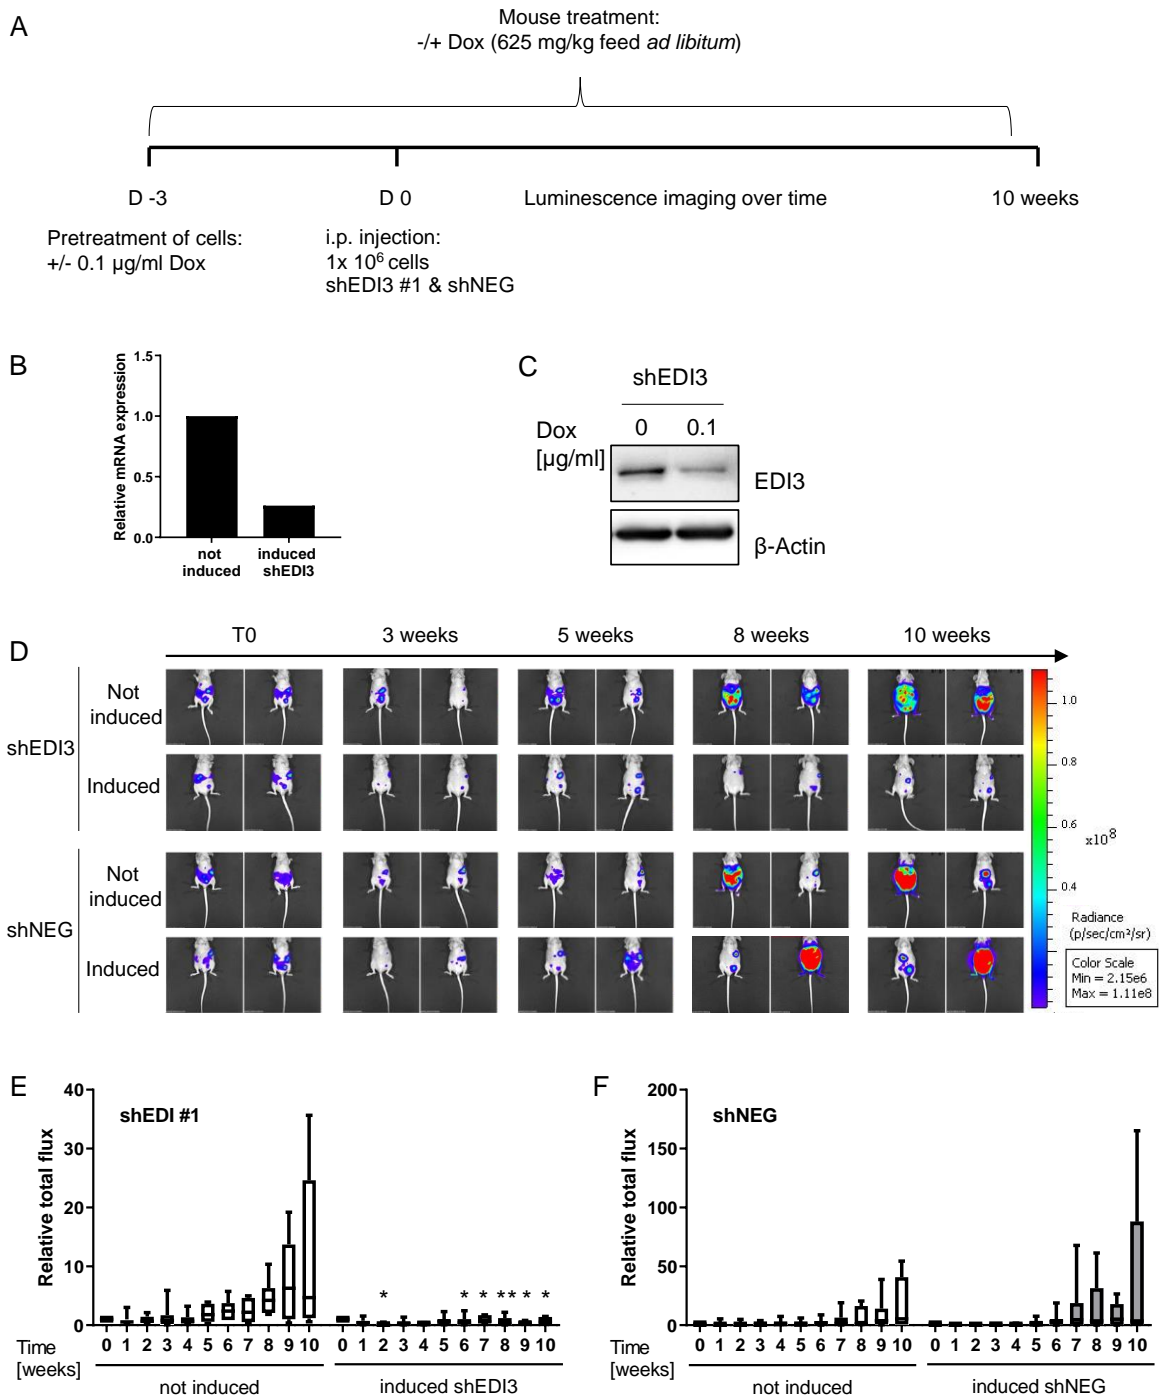 A
Mouse treatment:
-/+ Dox (625 mg/kg feed ad libitum)
D -3
D 0
Luminescence imaging over time
10 weeks
Pretreatment of cells:
+/- 0.1 µg/ml Dox
i.p. injection:
1x 10⁶ cells
shEDI3 #1 & shNEG
B
Relative mRNA expression
1.5
1.0
0.5
0.0
not
induced
induced
shEDI3
C
shEDI3
Dox
[µg/ml]
0 0.1
EDI3
β-Actin
D
T0 3 weeks 5 weeks 8 weeks 10 weeks
shEDI3
Not
induced
Induced
shNEG
Not
induced
Induced
1.0
0.8
0.6
x10⁸
0.4
Radiance
(p/sec/cm²/sr)
Color Scale
Min = 2.15e6
Max = 1.11e8
E
shEDI #1
Relative total flux
40
30
20
10
0
* * * ** * *
Time
[weeks]
0 1 2 3 4 5 6 7 8 9 10 0 1 2 3 4 5 6 7 8 9 10
not induced induced shEDI3
F
shNEG
Relative total flux
200
150
100
50
0
Time
[weeks]
0 1 2 3 4 5 6 7 8 9 10 0 1 2 3 4 5 6 7 8 9 10
not induced induced shNEG